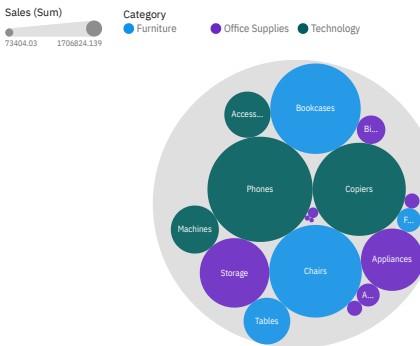 Sales (Sum)
73404.03 1706824.139
Category
Furniture Office Supplies Technology
Bookcases
Access...
Bi...
Phones
Copiers
F...
Machines
Appliances
Storage
Chairs
A...
Tables